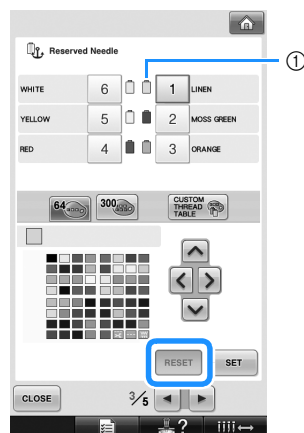 Reserved Needle
①
WHITE 6 1 LINEN
YELLOW 5 2 MOSS GREEN
RED 4 3 ORANGE
64
300
CUSTOM
THREAD
TABLE
RESET
SET
CLOSE
3/5
?